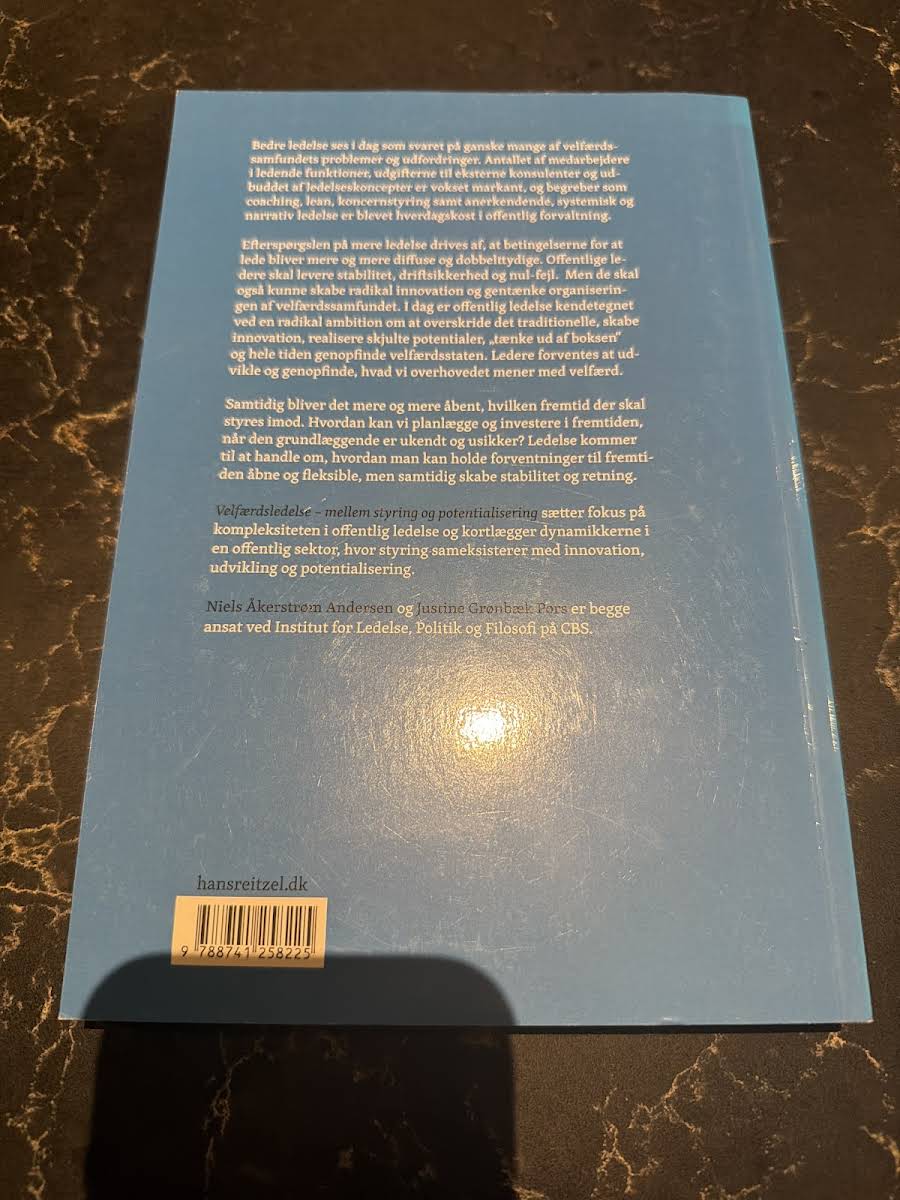 Bedre ledelse ses i dag som svaret på ganske mange af velfærds-
samfundets problemer og udfordringer. Antallet af medarbejdere
i ledende funktioner, udgifterne til eksterne konsulenter og ud-
buddet af ledelseskoncepter er vokset markant, og begreber som
coaching, lean, koncernstyring samt anerkendende, systemisk og
narrativ ledelse er blevet hverdagskost i offentlig forvaltning.
Efterspørgslen på mere ledelse drives af, at betingelserne for at
lede bliver mere og mere diffuse og dobbelttydige. Offentlige le-
dere skal levere stabilitet, driftsikkerhed og nul-fejl. Men de skal
også kunne skabe radikal innovation og gentænke organiserin-
gen af velfærdssamfundet. I dag er offentlig ledelse kendetegnet
ved en radikal ambition om at overskride det traditionelle, skabe
innovation, realisere skjulte potentialer, „tænke ud af boksen”
og hele tiden genopfinde velfærdsstaten. Ledere forventes at ud-
vikle og genopfinde, hvad vi overhovedet mener med velfærd.
Samtidig bliver det mere og mere åbent, hvilken fremtid der skal
styres imod. Hvordan kan vi planlægge og investere i fremtiden,
når den grundlæggende er ukendt og usikker? Ledelse kommer
til at handle om, hvordan man kan holde forventninger til fremti-
den åbne og fleksible, men samtidig skabe stabilitet og retning.
Velfærdsledelse – mellem styring og potentialisering sætter fokus på
kompleksiteten i offentlig ledelse og kortlægger dynamikkerne i
en offentlig sektor, hvor styring sameksisterer med innovation,
udvikling og potentialisering.
Niels Åkerstrøm Andersen og Justine Grønbæk Pors er begge
ansat ved Institut for Ledelse, Politik og Filosofi på CBS.
hansreitzel.dk
9 788741 258225